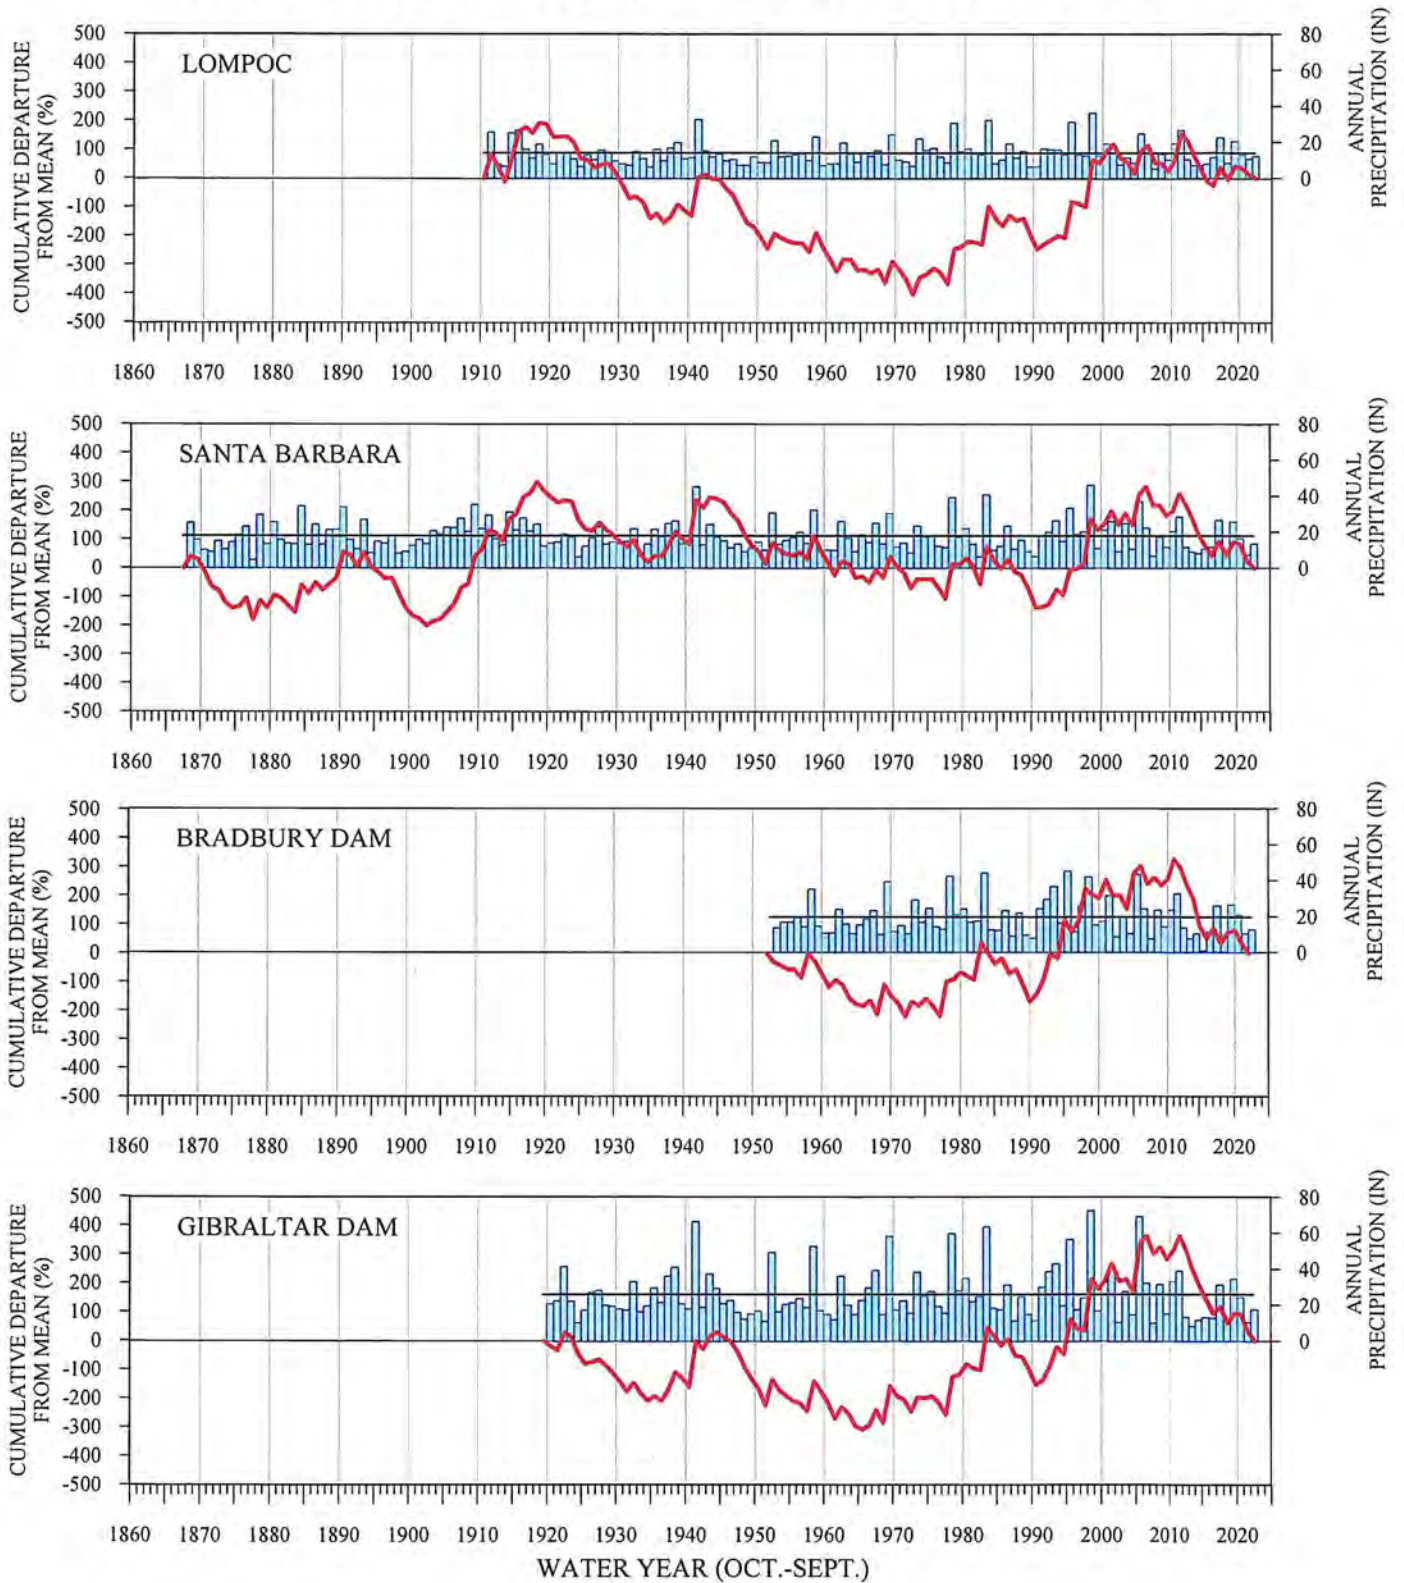 500
400
300
200
100
0
-100
-200
-300
-400
-500
CUMULATIVE DEPARTURE
FROM MEAN (%)
LOMPOC
80
60
40
20
0
ANNUAL
PRECIPITATION (IN)
1860 1870 1880 1890 1900 1910 1920 1930 1940 1950 1960 1970 1980 1990 2000 2010 2020
500
400
300
200
100
0
-100
-200
-300
-400
-500
CUMULATIVE DEPARTURE
FROM MEAN (%)
SANTA BARBARA
80
60
40
20
0
ANNUAL
PRECIPITATION (IN)
1860 1870 1880 1890 1900 1910 1920 1930 1940 1950 1960 1970 1980 1990 2000 2010 2020
500
400
300
200
100
0
-100
-200
-300
-400
-500
CUMULATIVE DEPARTURE
FROM MEAN (%)
BRADBURY DAM
80
60
40
20
0
ANNUAL
PRECIPITATION (IN)
1860 1870 1880 1890 1900 1910 1920 1930 1940 1950 1960 1970 1980 1990 2000 2010 2020
500
400
300
200
100
0
-100
-200
-300
-400
-500
CUMULATIVE DEPARTURE
FROM MEAN (%)
GIBRALTAR DAM
80
60
40
20
0
ANNUAL
PRECIPITATION (IN)
1860 1870 1880 1890 1900 1910 1920 1930 1940 1950 1960 1970 1980 1990 2000 2010 2020
WATER YEAR (OCT.-SEPT.)